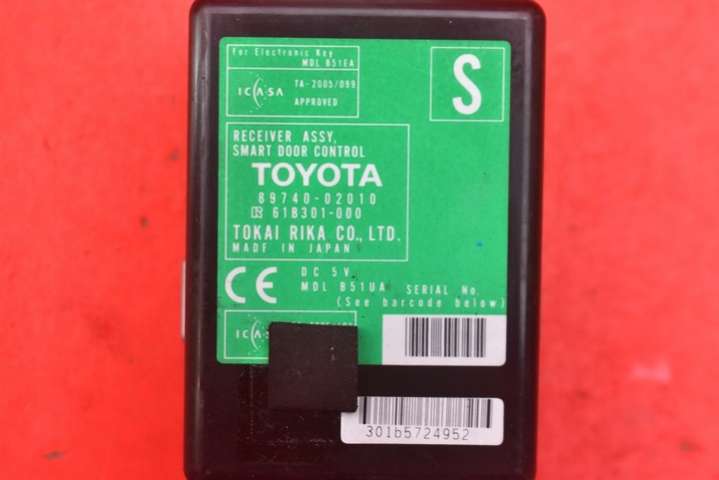 For Electronic Key
MDL B51EA
ICASA
TA-2005/099
APPROVED
S
RECEIVER ASSY,
SMART DOOR CONTROL
TOYOTA
89740-02010
R 61B301-000
TOKAI RIKA CO., LTD.
MADE IN JAPAN
CE
DC 5V
MDL B51UA
SERIAL No.
(See barcode below)
ICASA
301b5724952